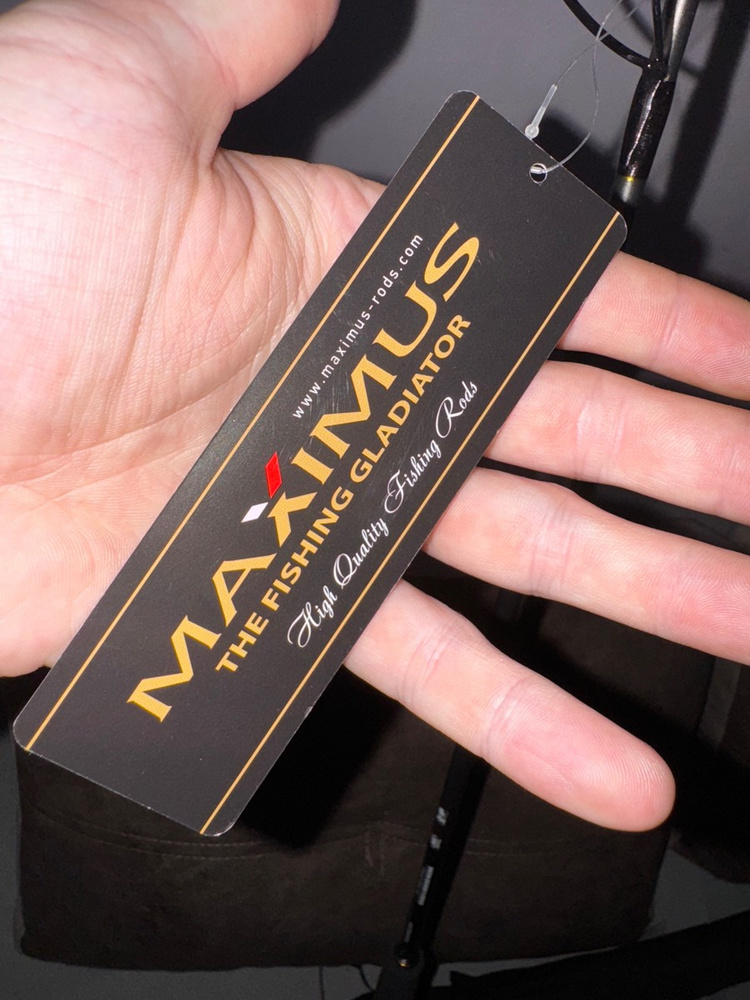 www.maximus-rods.com
MAXIMUS
THE FISHING GLADIATOR
High Quality Fishing Rods